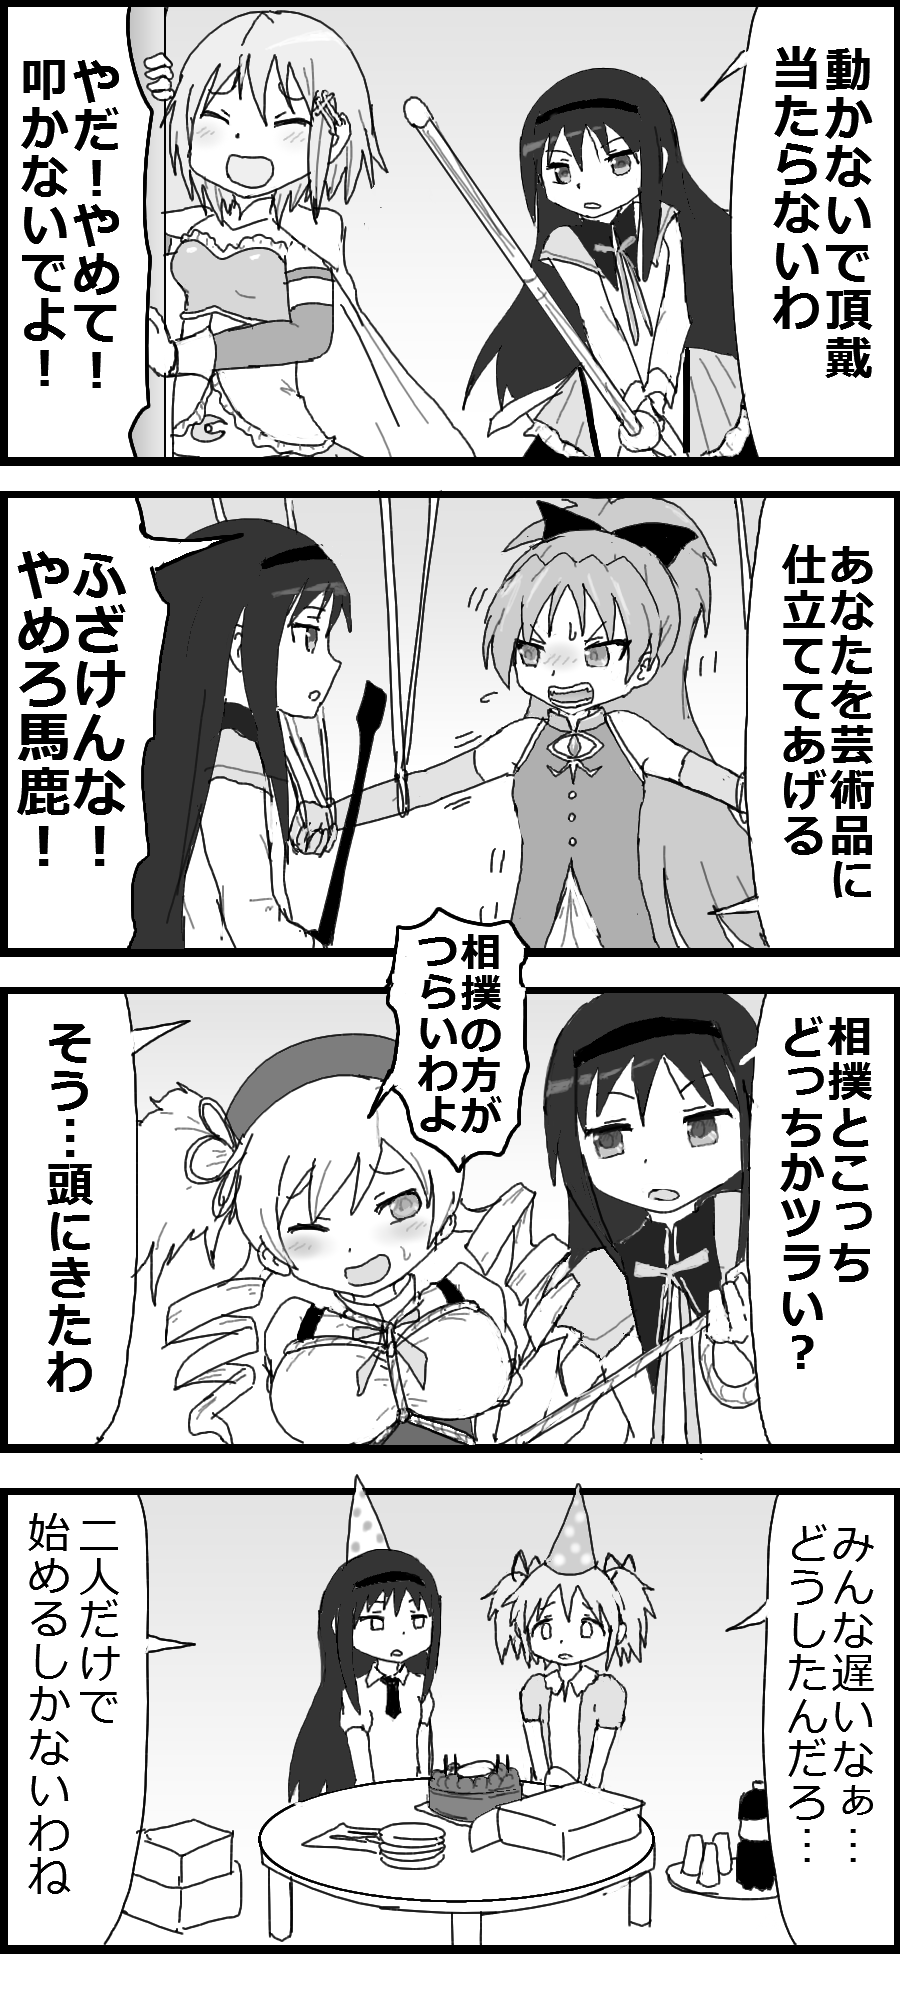 動かないで頂戴
当たらないわ
やだ！やめて！
叩かないでよ！
あなたを芸術品に
仕立ててあげる
ふざけんな！
やめろ馬鹿！
相撲とこっち
どっちかツラい？
相撲の方が
つらいわよ
そう…頭にきたわ
みんな遅いなぁ…
どうしたんだろ…
二人だけで
始めるしかないわね